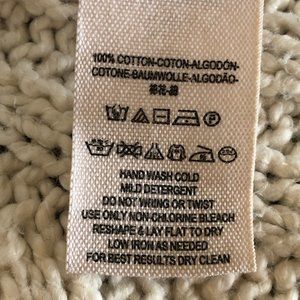 100% COTTON-COTON-ALGODÓN-
COTONE-BAUMWOLLE-ALGODÃO-
HAND WASH COLD
MILD DETERGENT
DO NOT WRING OR TWIST
USE ONLY NON-CHLORINE BLEACH
RESHAPE & LAY FLAT TO DRY
LOW IRON AS NEEDED
FOR BEST RESULTS DRY CLEAN